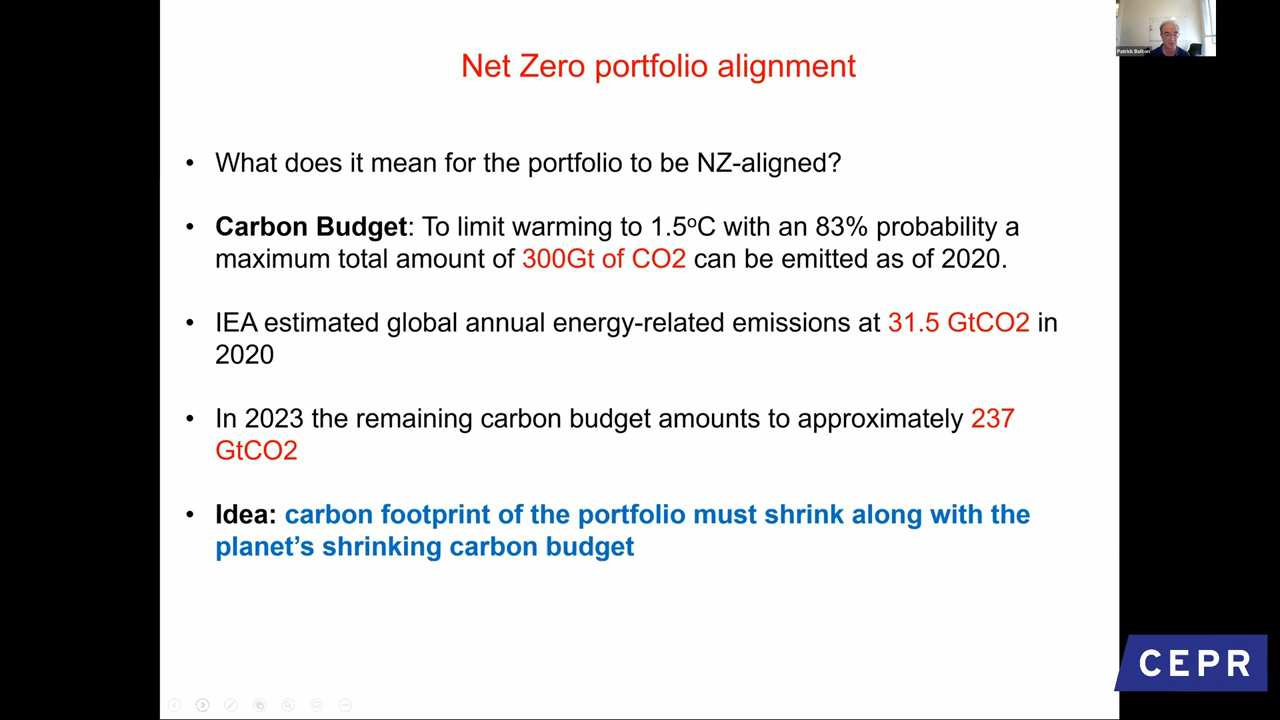 Net Zero portfolio alignment
• What does it mean for the portfolio to be NZ-aligned?
• Carbon Budget: To limit warming to 1.5ºC with an 83% probability a
maximum total amount of 300Gt of CO2 can be emitted as of 2020.
• IEA estimated global annual energy-related emissions at 31.5 GtCO2 in
2020
• In 2023 the remaining carbon budget amounts to approximately 237
GtCO2
• Idea: carbon footprint of the portfolio must shrink along with the
planet’s shrinking carbon budget
Patrick Bolton
CEPR